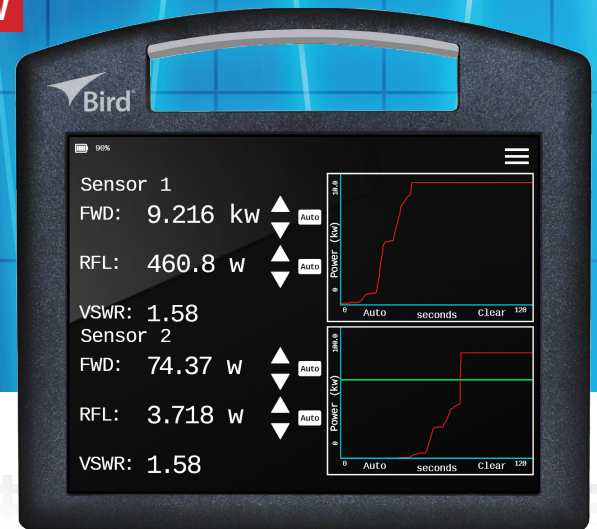 Bird
90%
Sensor 1
FWD: 9.216 kw Auto
RFL: 460.8 w Auto
VSWR: 1.58
10.0
Power (kw)
0
0 Auto seconds Clear 120
Sensor 2
FWD: 74.37 w Auto
RFL: 3.718 w Auto
VSWR: 1.58
100.0
Power (kw)
0
0 Auto seconds Clear 120